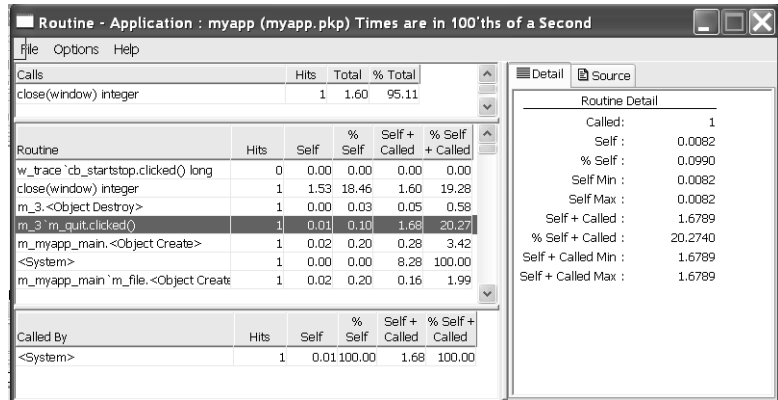 Routine - Application : myapp (myapp.pkp) Times are in 100'ths of a Second
File Options Help
Calls Hits Total % Total
close(window) integer 1 1.60 95.11
Routine Hits Self % Self Self + Called % Self + Called
w_trace`cb_startstop.clicked() long 0 0.00 0.00 0.00 0.00
close(window) integer 1 1.53 18.46 1.60 19.28
m_3.<Object Destroy> 1 0.00 0.03 0.05 0.58
m_3`m_quit.clicked() 1 0.01 0.10 1.68 20.27
m_myapp_main.<Object Create> 1 0.02 0.20 0.28 3.42
<System> 1 0.00 0.00 8.28 100.00
m_myapp_main`m_file.<Object Create 1 0.02 0.20 0.16 1.99
Called By Hits Self % Self Self + Called % Self + Called
<System> 1 0.01 100.00 1.68 100.00
Detail Source
Routine Detail
Called: 1
Self : 0.0082
% Self : 0.0990
Self Min : 0.0082
Self Max : 0.0082
Self + Called : 1.6789
% Self + Called : 20.2740
Self + Called Min : 1.6789
Self + Called Max : 1.6789